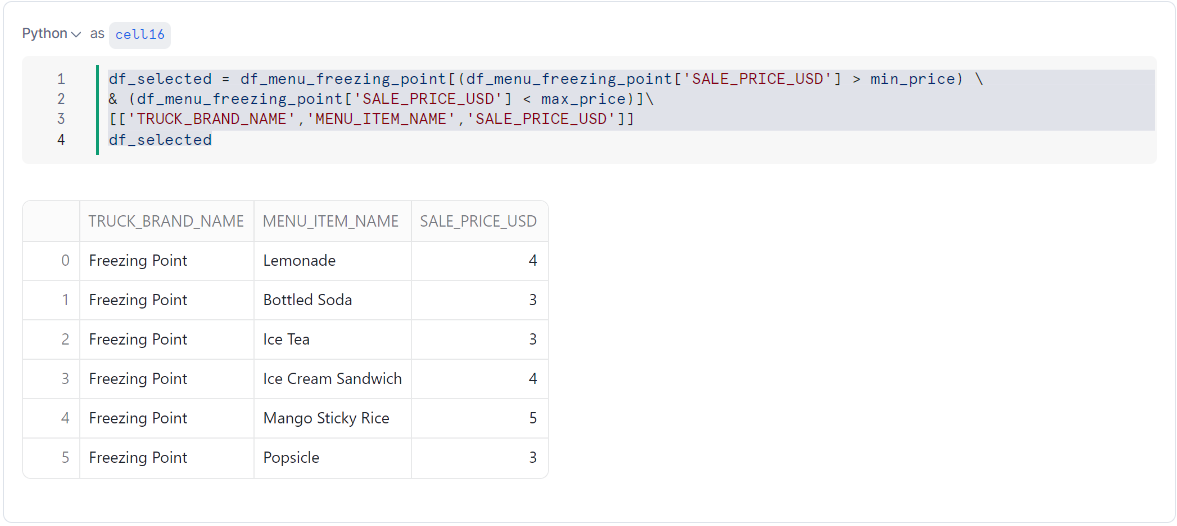 Python as cell16
1 df_selected = df_menu_freezing_point[(df_menu_freezing_point['SALE_PRICE_USD'] > min_price) \
2 & (df_menu_freezing_point['SALE_PRICE_USD'] < max_price)]\
3 [['TRUCK_BRAND_NAME','MENU_ITEM_NAME','SALE_PRICE_USD']]
4 df_selected
TRUCK_BRAND_NAME MENU_ITEM_NAME SALE_PRICE_USD
0 Freezing Point Lemonade 4
1 Freezing Point Bottled Soda 3
2 Freezing Point Ice Tea 3
3 Freezing Point Ice Cream Sandwich 4
4 Freezing Point Mango Sticky Rice 5
5 Freezing Point Popsicle 3